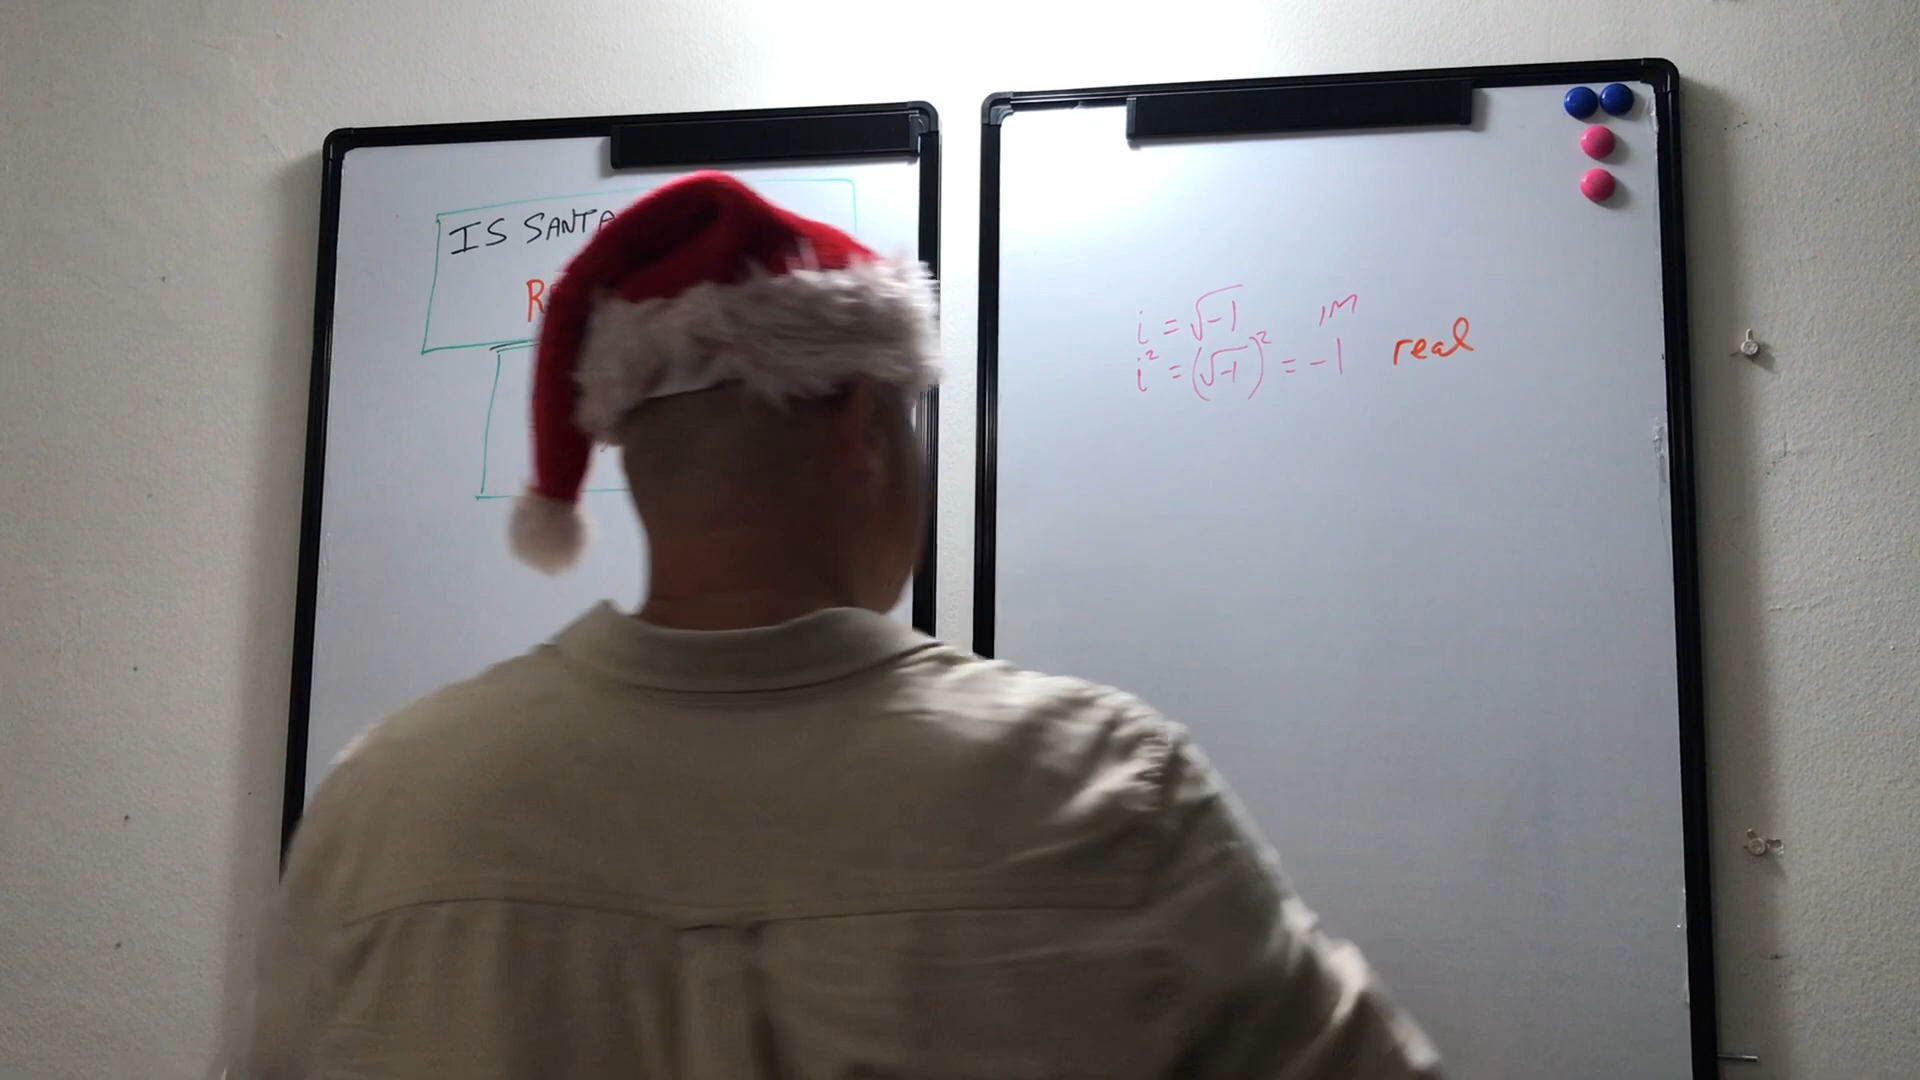 IS SANTA
R
i = √-1 IM
i² = (√-1)² = -1 real